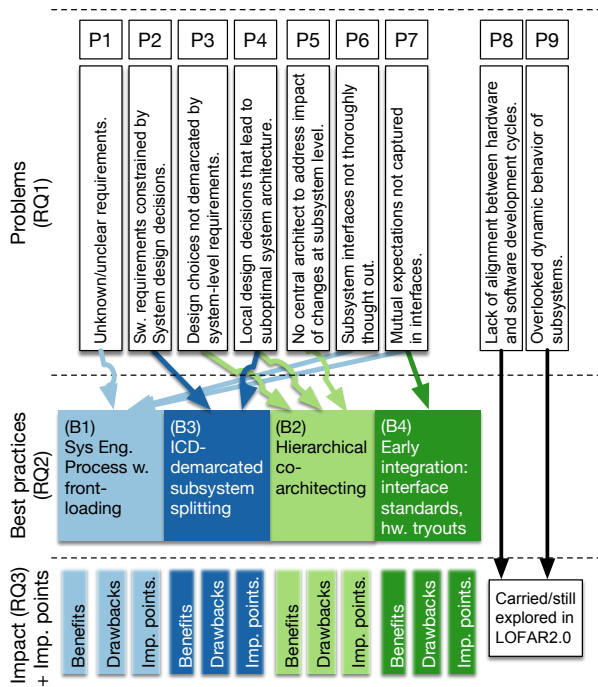 Problems
(RQ1)
P1
P2
P3
P4
P5
P6
P7
P8
P9
Unknown/unclear requirements.
Sw. requirements constrained by
System design decisions.
Design choices not demarcated by
system-level requirements.
Local design decisions that lead to
suboptimal system architecture.
No central architect to address impact
of changes at subsystem level.
Subsystem interfaces not thoroughly
thought out.
Mutual expectations not captured
in interfaces.
Lack of alignment between hardware
and software development cycles.
Overlooked dynamic behavior of
subsystems.
Best practices
(RQ2)
(B1)
Sys Eng.
Process w.
front-
loading
(B3)
ICD-
demarcated
subsystem
splitting
(B2)
Hierarchical
co-
architecting
(B4)
Early
integration:
interface
standards,
hw. tryouts
Impact (RQ3)
+ Imp. points
Benefits
Drawbacks
Imp. points.
Benefits
Drawbacks
Imp. points.
Benefits
Drawbacks
Imp. points.
Benefits
Drawbacks
Imp. points.
Carried/still
explored in
LOFAR2.0